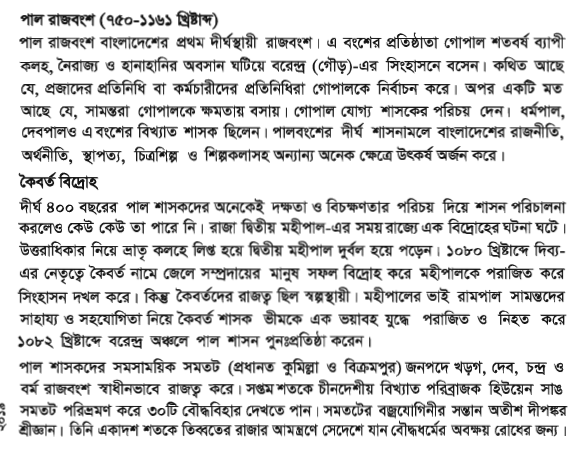 পাল রাজবংশ (৭৫০-১১৬১ খ্রিষ্টাব্দ)
পাল রাজবংশ বাংলাদেশের প্রথম দীর্ঘস্থায়ী রাজবংশ। এ বংশের প্রতিষ্ঠাতা গোপাল শতবর্ষ ব্যাপী
কলহ, নৈরাজ্য ও হানাহানির অবসান ঘটিয়ে বরেন্দ্র (গৌড়)-এর সিংহাসনে বসেন। কথিত আছে
যে, প্রজাদের প্রতিনিধি বা কর্মচারীদের প্রতিনিধিরা গোপালকে নির্বাচন করে। অপর একটি মত
আছে যে, সামন্তরা গোপালকে ক্ষমতায় বসায়। গোপাল যোগ্য শাসকের পরিচয় দেন। ধর্মপাল,
দেবপালও এ বংশের বিখ্যাত শাসক ছিলেন। পালবংশের দীর্ঘ শাসনামলে বাংলাদেশের রাজনীতি,
অর্থনীতি, স্থাপত্য, চিত্রশিল্প ও শিল্পকলাসহ অন্যান্য অনেক ক্ষেত্রে উৎকর্ষ অর্জন করে।
কৈবর্ত বিদ্রোহ
দীর্ঘ ৪০০ বছরের পাল শাসকদের অনেকেই দক্ষতা ও বিচক্ষণতার পরিচয় দিয়ে শাসন পরিচালনা
করলেও কেউ কেউ তা পারে নি। রাজা দ্বিতীয় মহীপাল-এর সময় রাজ্যে এক বিদ্রোহের ঘটনা ঘটে।
উত্তরাধিকার নিয়ে ভ্রাতৃ কলহে লিপ্ত হয়ে দ্বিতীয় মহীপাল দুর্বল হয়ে পড়েন। ১০৮০ খ্রিষ্টাব্দে দিব্য-
এর নেতৃত্বে কৈবর্ত নামে জেলে সম্প্রদায়ের মানুষ সফল বিদ্রোহ করে মহীপালকে পরাজিত করে
সিংহাসন দখল করে। কিন্তু কৈবর্তদের রাজত্ব ছিল স্বল্পস্থায়ী। মহীপালের ভাই রামপাল সামন্তদের
সাহায্য ও সহযোগিতা নিয়ে কৈবর্ত শাসক ভীমকে এক ভয়াবহ যুদ্ধে পরাজিত ও নিহত করে
১০৮২ খ্রিষ্টাব্দে বরেন্দ্র অঞ্চলে পাল শাসন পুনঃপ্রতিষ্ঠা করেন।
পাল শাসকদের সমসাময়িক সমতট (প্রধানত কুমিল্লা ও বিক্রমপুর) জনপদে খড়গ, দেব, চন্দ্র ও
বর্ম রাজবংশ স্বাধীনভাবে রাজত্ব করে। সপ্তম শতকে চীনদেশীয় বিখ্যাত পরিব্রাজক হিউয়েন সাঙ
সমতট পরিভ্রমণ করে ৩০টি বৌদ্ধবিহার দেখতে পান। সমতটের বজ্রযোগিনীর সন্তান অতীশ দীপঙ্কর
শ্রীজ্ঞান। তিনি একাদশ শতকে তিব্বতের রাজার আমন্ত্রণে সেদেশে যান বৌদ্ধধর্মের অবক্ষয় রোধের জন্য।